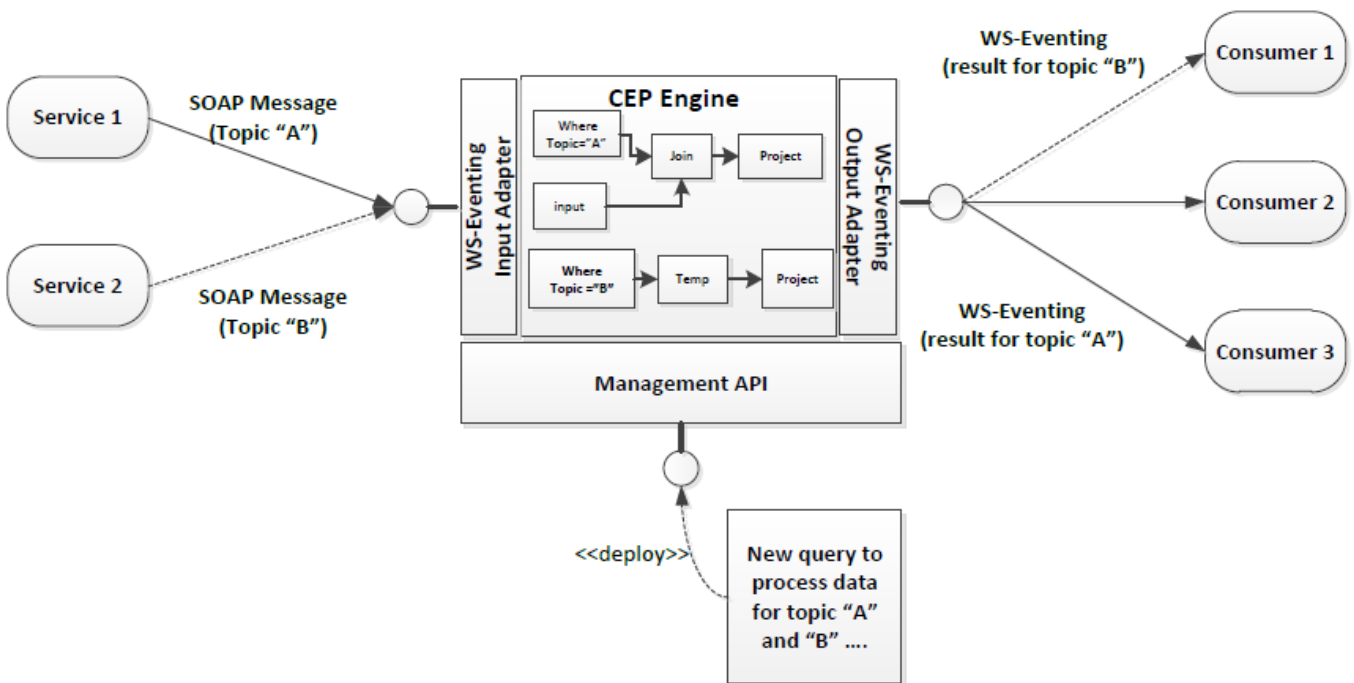 Service 1
SOAP Message
(Topic “A”)
Service 2
SOAP Message
(Topic “B”)
WS-Eventing
Input Adapter
CEP Engine
Where
Topic=”A”
Join
Project
input
Where
Topic =”B”
Temp
Project
WS-Eventing
Output Adapter
Management API
<<deploy>>
New query to
process data
for topic “A”
and “B” ....
WS-Eventing
(result for topic “B”)
WS-Eventing
(result for topic “A”)
Consumer 1
Consumer 2
Consumer 3